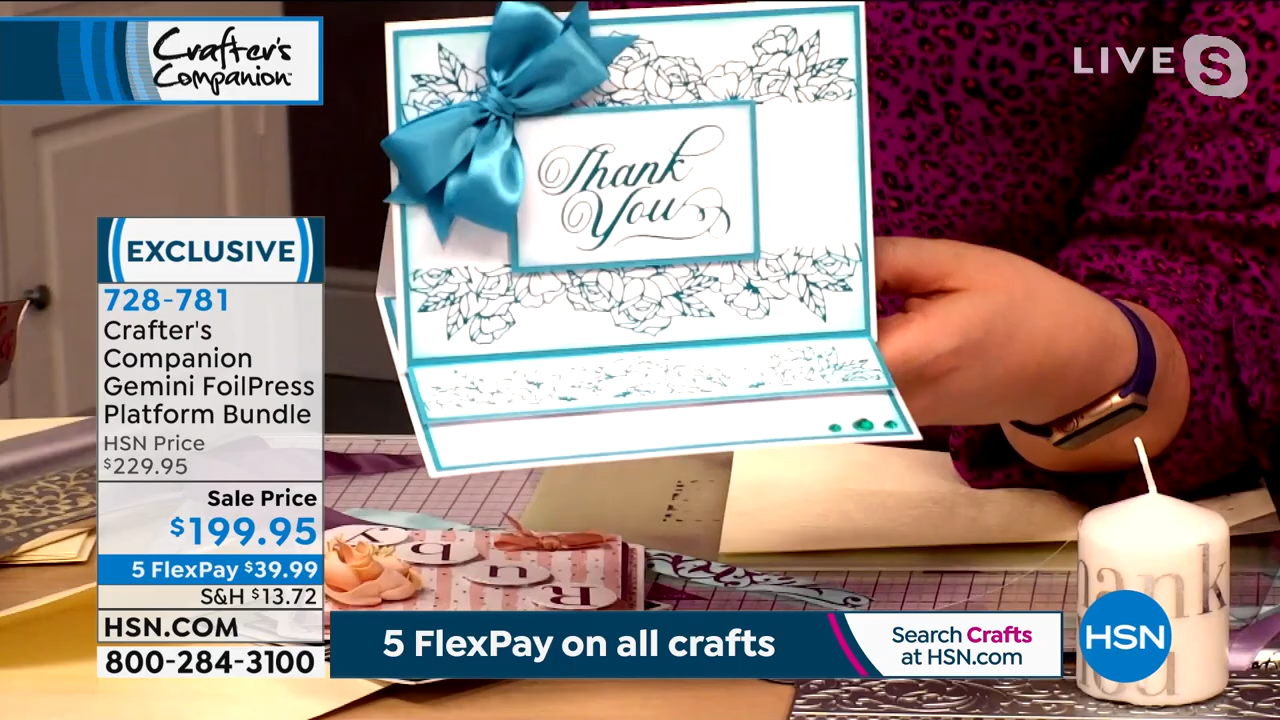 Crafter's
Companion
LIVE S
Thank
You
EXCLUSIVE
728-781
Crafter's
Companion
Gemini FoilPress
Platform Bundle
HSN Price
$229.95
Sale Price
$199.95
5 FlexPay $39.99
S&H $13.72
HSN.COM
800-284-3100
Ruby
5 FlexPay on all crafts
Search Crafts
at HSN.com
HSN